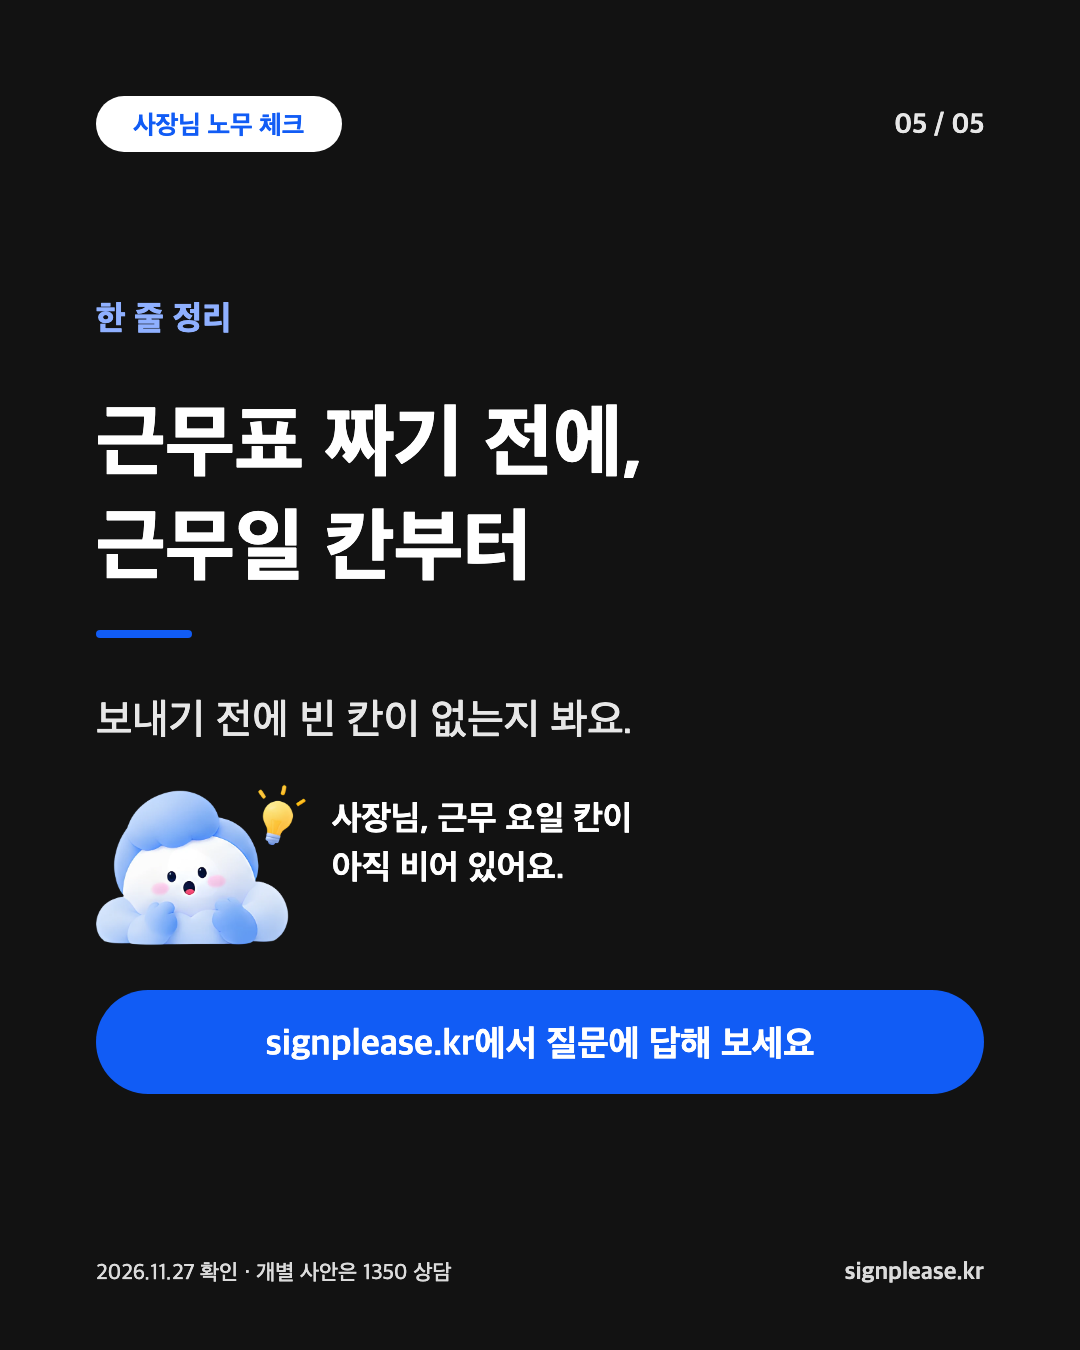 사장님 노무 체크
05 / 05
한 줄 정리
근무표 짜기 전에,
근무일 칸부터
보내기 전에 빈 칸이 없는지 봐요.
사장님, 근무 요일 칸이
아직 비어 있어요.
signplease.kr에서 질문에 답해 보세요
2026.11.27 확인 · 개별 사안은 1350 상담
signplease.kr